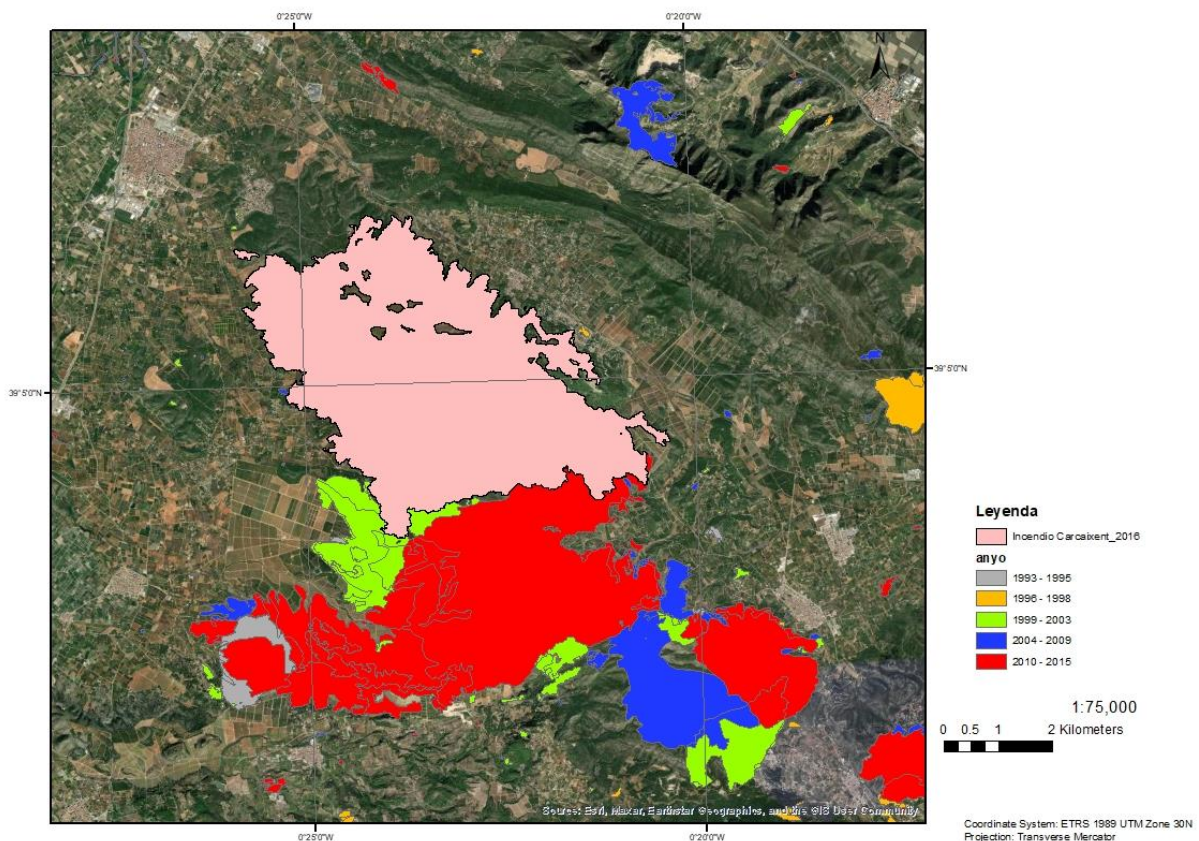 0°25'0"W
0°20'0"W
N
39°5'0"N
39°5'0"N
Leyenda
Incendio Carcaixent_2016
anyo
1993 - 1995
1996 - 1998
1999 - 2003
2004 - 2009
2010 - 2015
1:75,000
0 0.5 1 2 Kilometers
Source: Esri, Maxar, Earthstar Geographics, and the GIS User Community
0°25'0"W
0°20'0"W
Coordinate System: ETRS 1989 UTM Zone 30N
Projection: Transverse Mercator